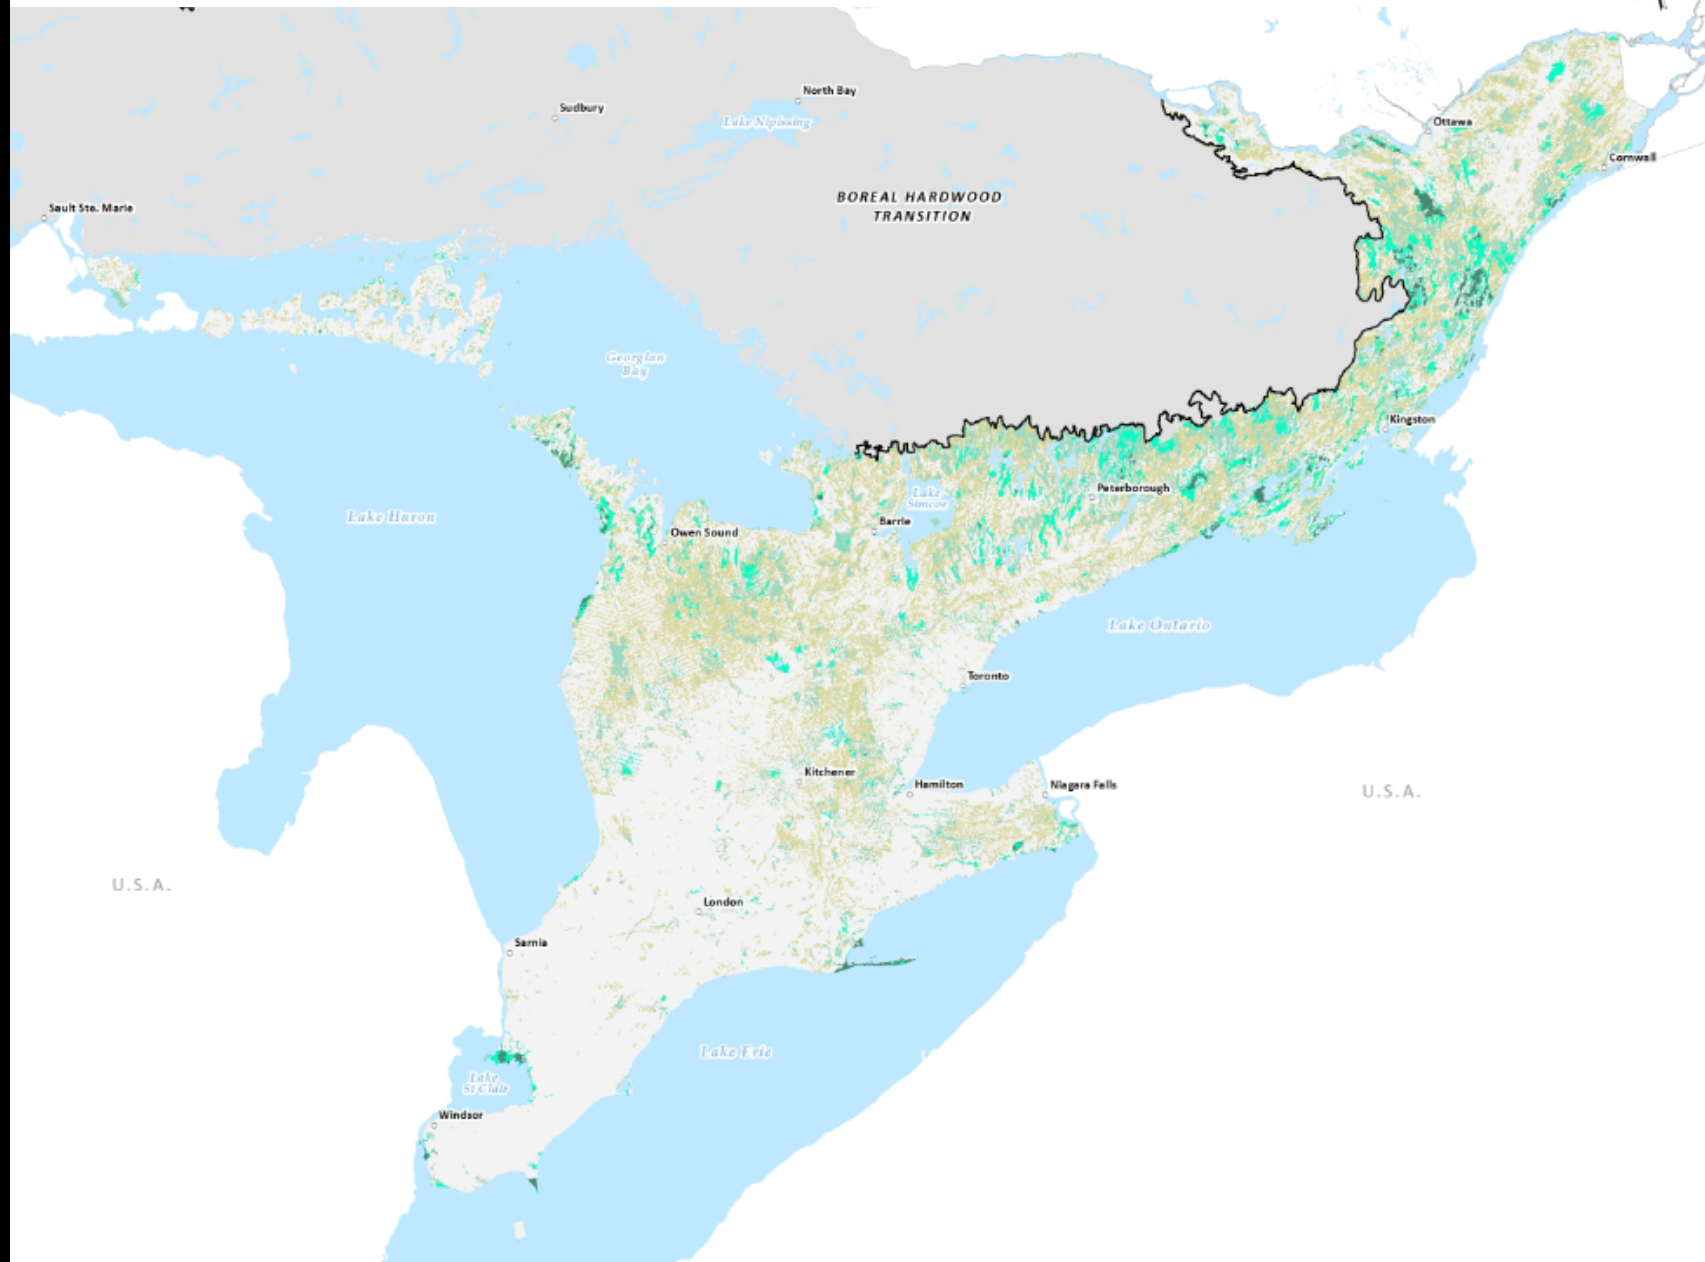 North Bay
Sudbury
Lake Nipissing
Ottawa
Cornwall
BOREAL HARDWOOD
TRANSITION
Sault Ste. Marie
Georgian
Bay
Kingston
Peterborough
Lake
Simcoe
Lake Huron
Barrie
Owen Sound
Lake Ontario
Toronto
Kitchener
Hamilton
Niagara Falls
U.S.A.
U.S.A.
London
Sarnia
Lake Erie
Lake
St Clair
Windsor